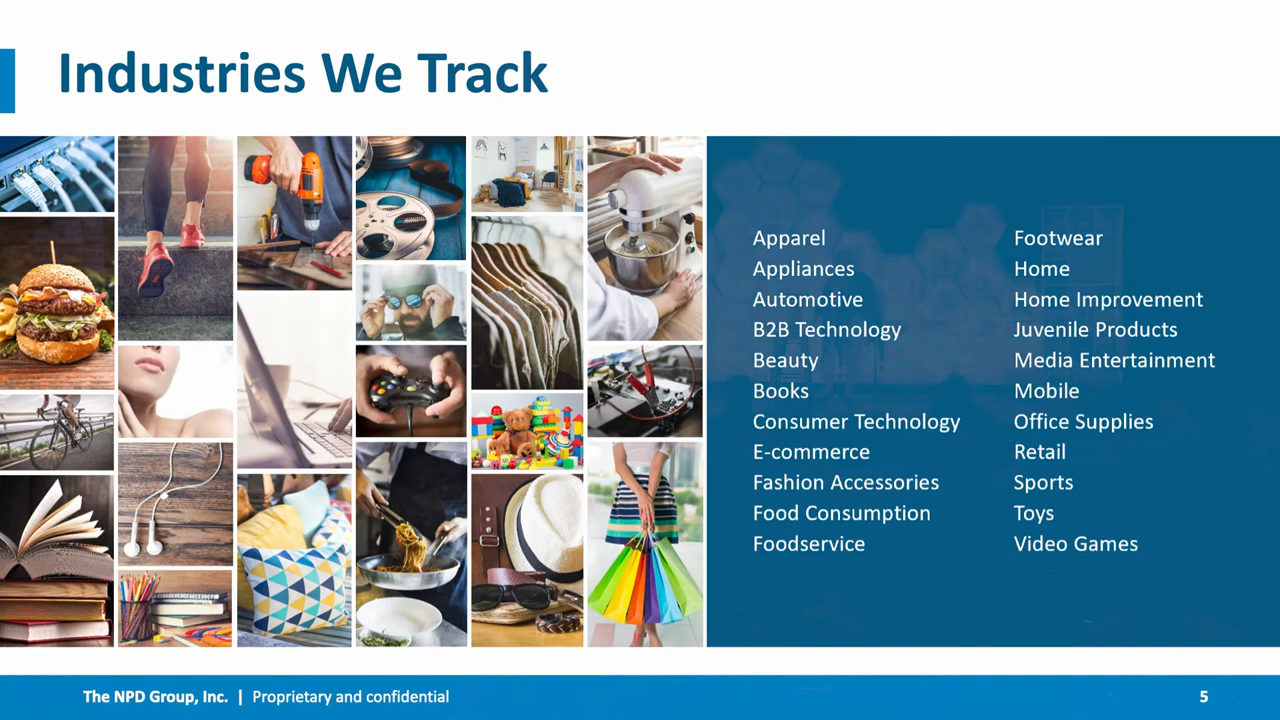 Industries We Track
Apparel
Appliances
Automotive
B2B Technology
Beauty
Books
Consumer Technology
E-commerce
Fashion Accessories
Food Consumption
Foodservice
Footwear
Home
Home Improvement
Juvenile Products
Media Entertainment
Mobile
Office Supplies
Retail
Sports
Toys
Video Games
The NPD Group, Inc. | Proprietary and confidential
5